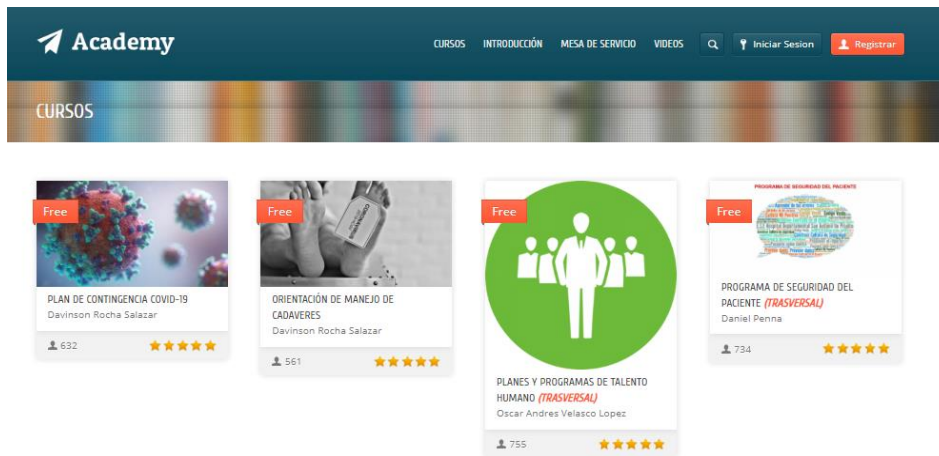 Academy
CURSOS INTRODUCCIÓN MESA DE SERVICIO VIDEOS Iniciar Sesion Registrar
CURSOS
Free
PLAN DE CONTINGENCIA COVID-19
Davinson Rocha Salazar
632
Free
ORIENTACIÓN DE MANEJO DE
CADAVERES
Davinson Rocha Salazar
561
Free
PLANES Y PROGRAMAS DE TALENTO
HUMANO (TRASVERSAL)
Oscar Andres Velasco Lopez
755
PROGRAMA DE SEGURIDAD DEL PACIENTE
Free
PROGRAMA DE SEGURIDAD DEL
PACIENTE (TRASVERSAL)
Daniel Penna
734